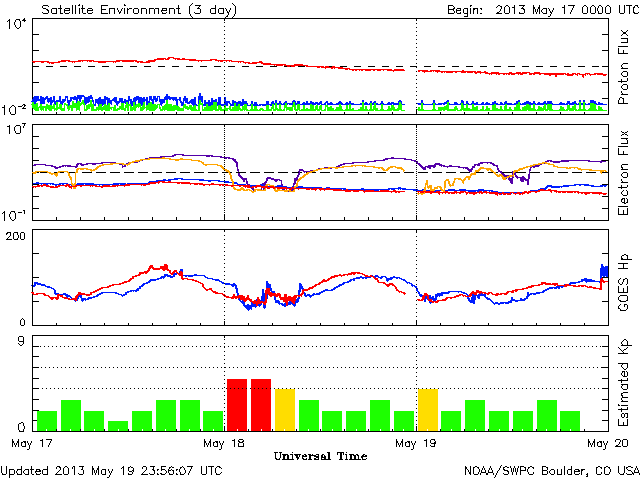 Satellite Environment (3 day) Begin: 2013 May 17 0000 UTC
10^4
10^-2
Proton Flux
10^7
10^-1
Electron Flux
200
0
GOES Hp
9
0
Estimated Kp
May 17 May 18 May 19 May 20
Universal Time
Updated 2013 May 19 23:56:07 UTC NOAA/SWPC Boulder, CO USA